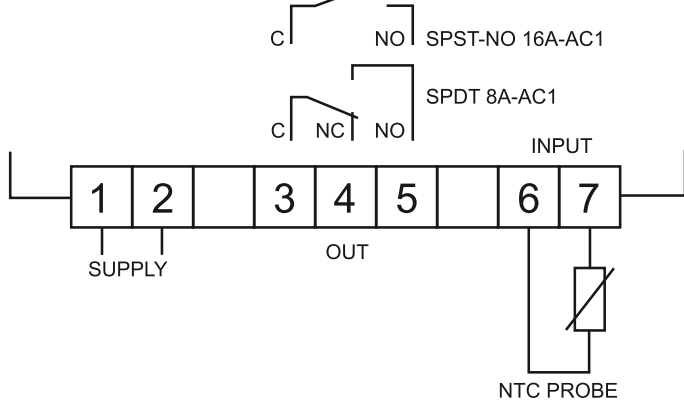 C NO SPST-NO 16A-AC1
SPDT 8A-AC1
C NC NO
INPUT
1 2 3 4 5 6 7
SUPPLY OUT
NTC PROBE